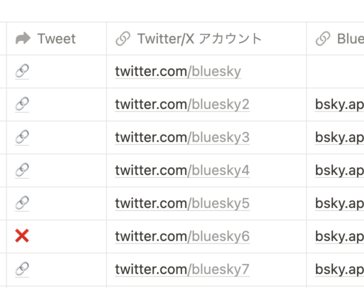 Tweet Twitter/X アカウント Blue
twitter.com/bluesky
twitter.com/bluesky2 bsky.ap
twitter.com/bluesky3 bsky.ap
twitter.com/bluesky4 bsky.ap
twitter.com/bluesky5 bsky.ap
twitter.com/bluesky6 bsky.ap
twitter.com/bluesky7 bsky.ap